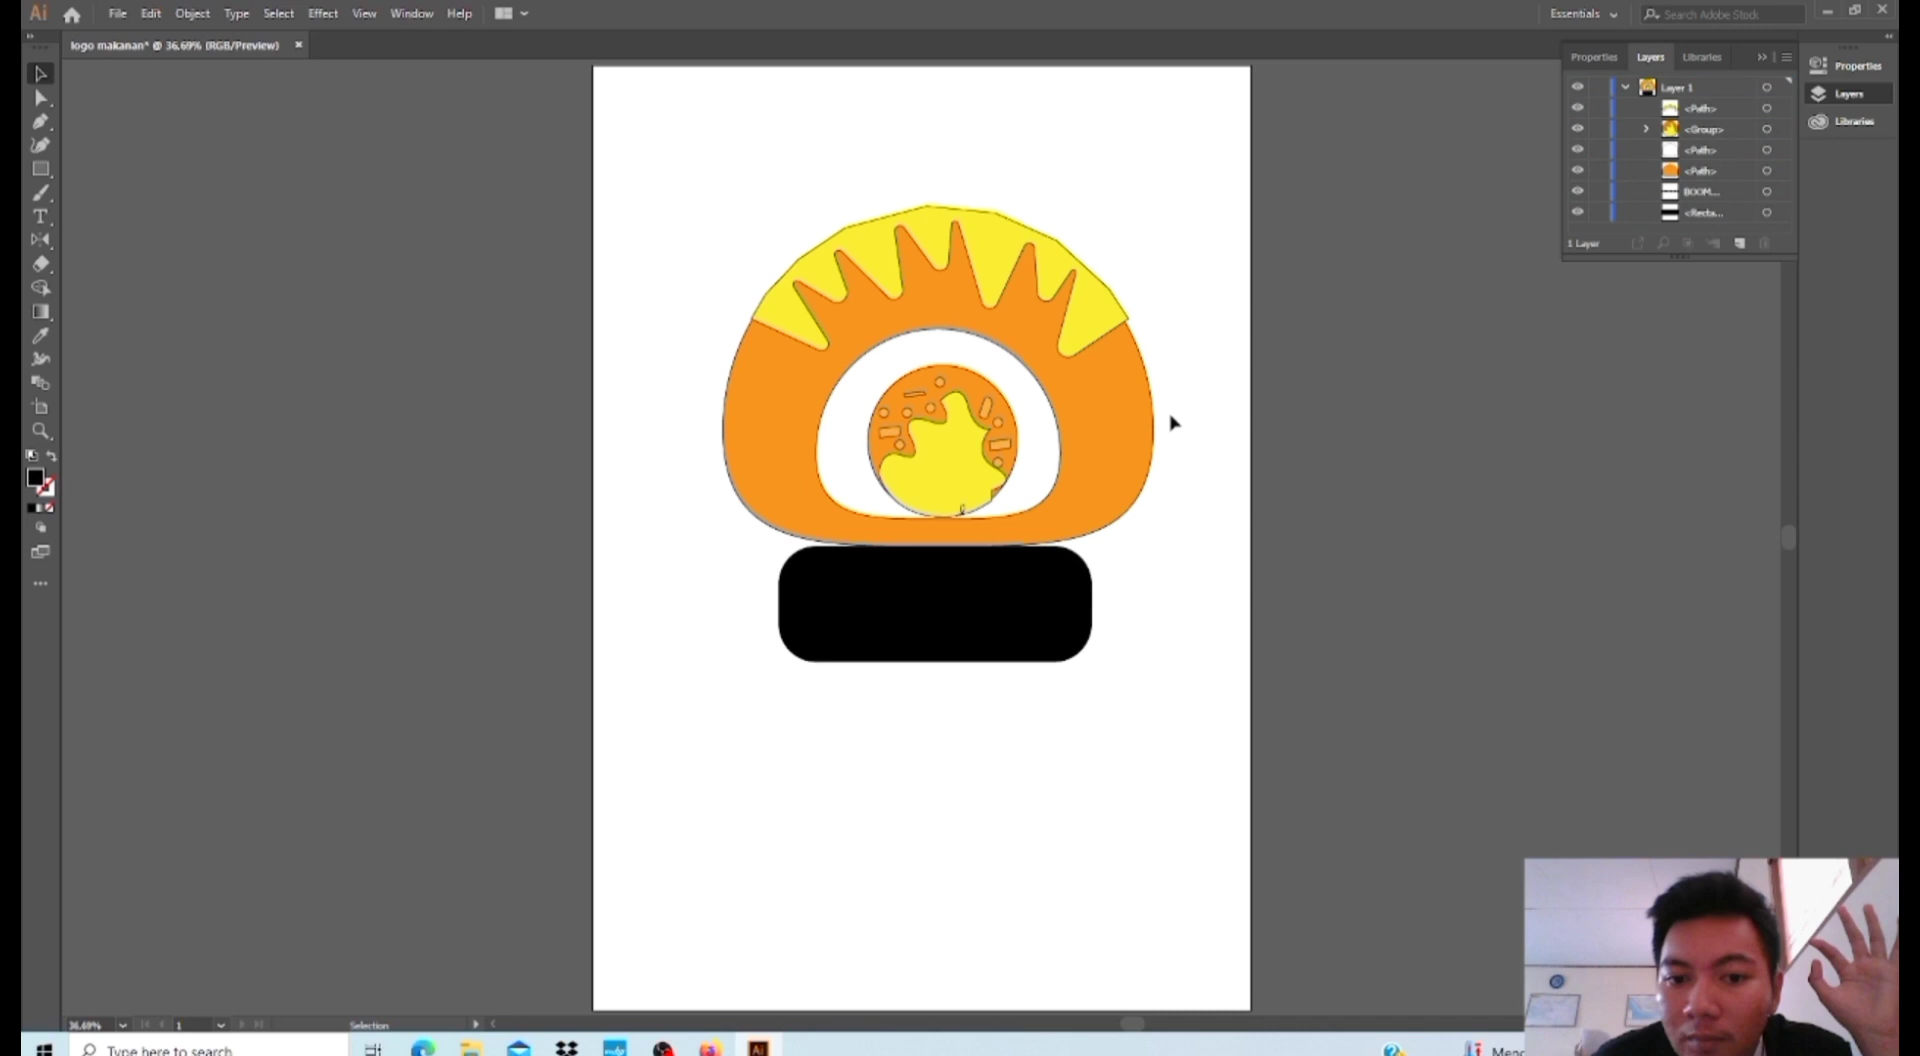 Ai File Edit Object Type Select Effect View Window Help
Essentials
Search Adobe Stock
logo makanan* @ 36,69% (RGB/Preview)
Properties Layers Libraries
Layer 1
<Path>
<Group>
<Path>
<Path>
BOOM...
<Recta...
1 Layer
Properties
Layers
Libraries
36,69%
1
Selection
Type here to search
Ai